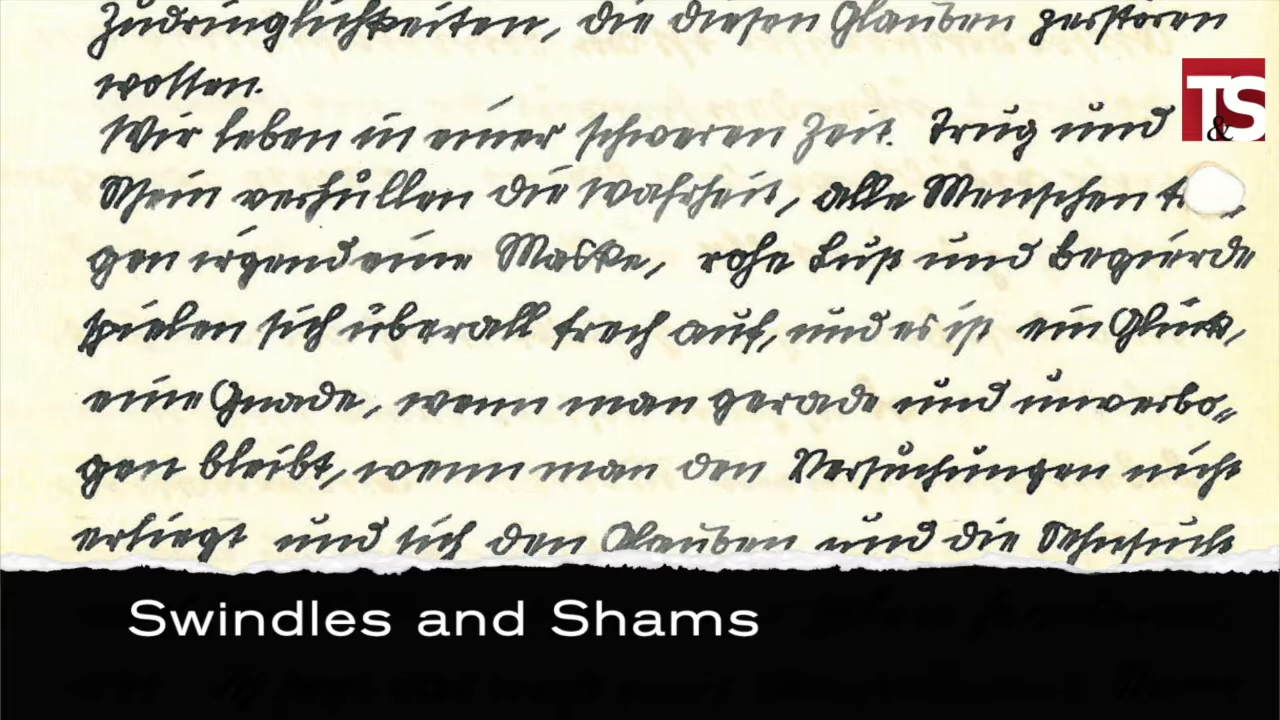 Zudringlichkeiten, die diesen Glauben zerstören
wollen.
Wir leben in einer schweren Zeit. Trug und
T&S
Schein verhüllen die Wahrheit, alle Menschen
gen irgendeine Maske, rohe Lust und Begierde
spielen sich überall frech auf, und es ist ein Glück,
eine Gnade, wenn man gerade und unverbo-
gen bleibt, wenn man den Versuchungen nicht
erliegt und sich den Glauben und die Sehnsucht
Swindles and Shams